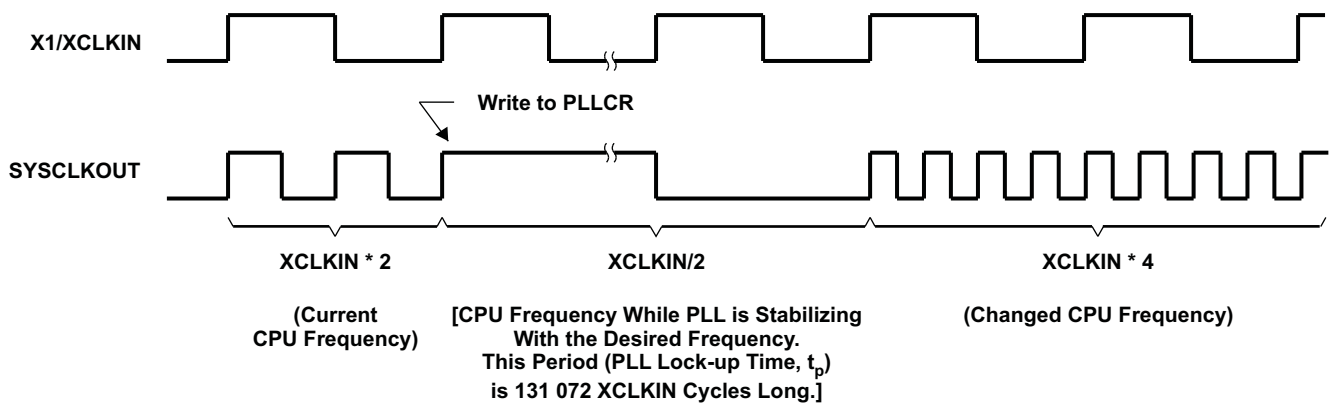 X1/XCLKIN
Write to PLLCR
SYSCLKOUT
XCLKIN * 2
XCLKIN/2
XCLKIN * 4
(Current
CPU Frequency)
[CPU Frequency While PLL is Stabilizing
With the Desired Frequency.
This Period (PLL Lock-up Time, tp)
is 131 072 XCLKIN Cycles Long.]
(Changed CPU Frequency)